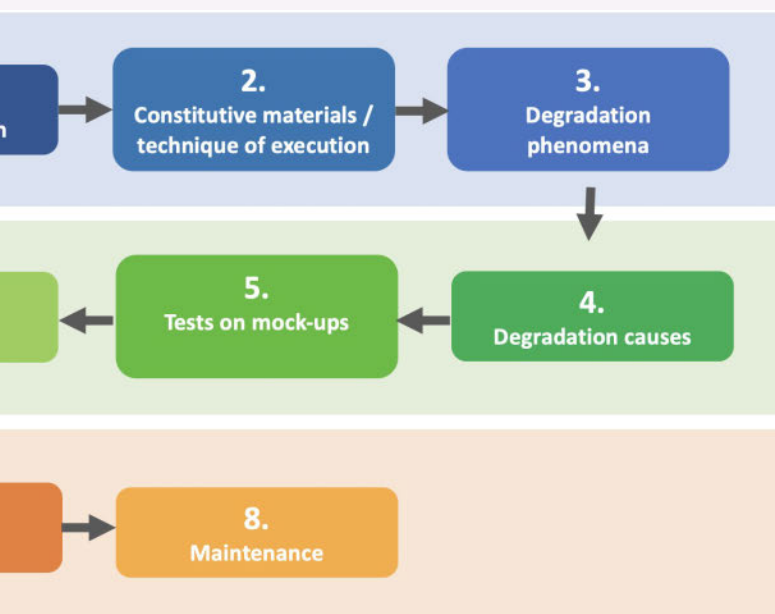 2.
Constitutive materials /
technique of execution
3.
Degradation
phenomena
5.
Tests on mock-ups
4.
Degradation causes
8.
Maintenance